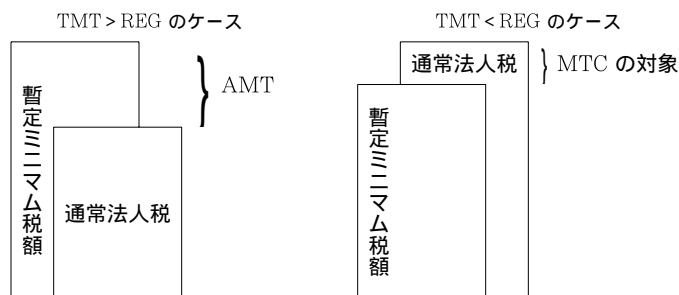 TMT > REG のケース
暫定ミニマム税額
通常法人税
AMT
TMT < REG のケース
通常法人税
MTC の対象
暫定ミニマム税額